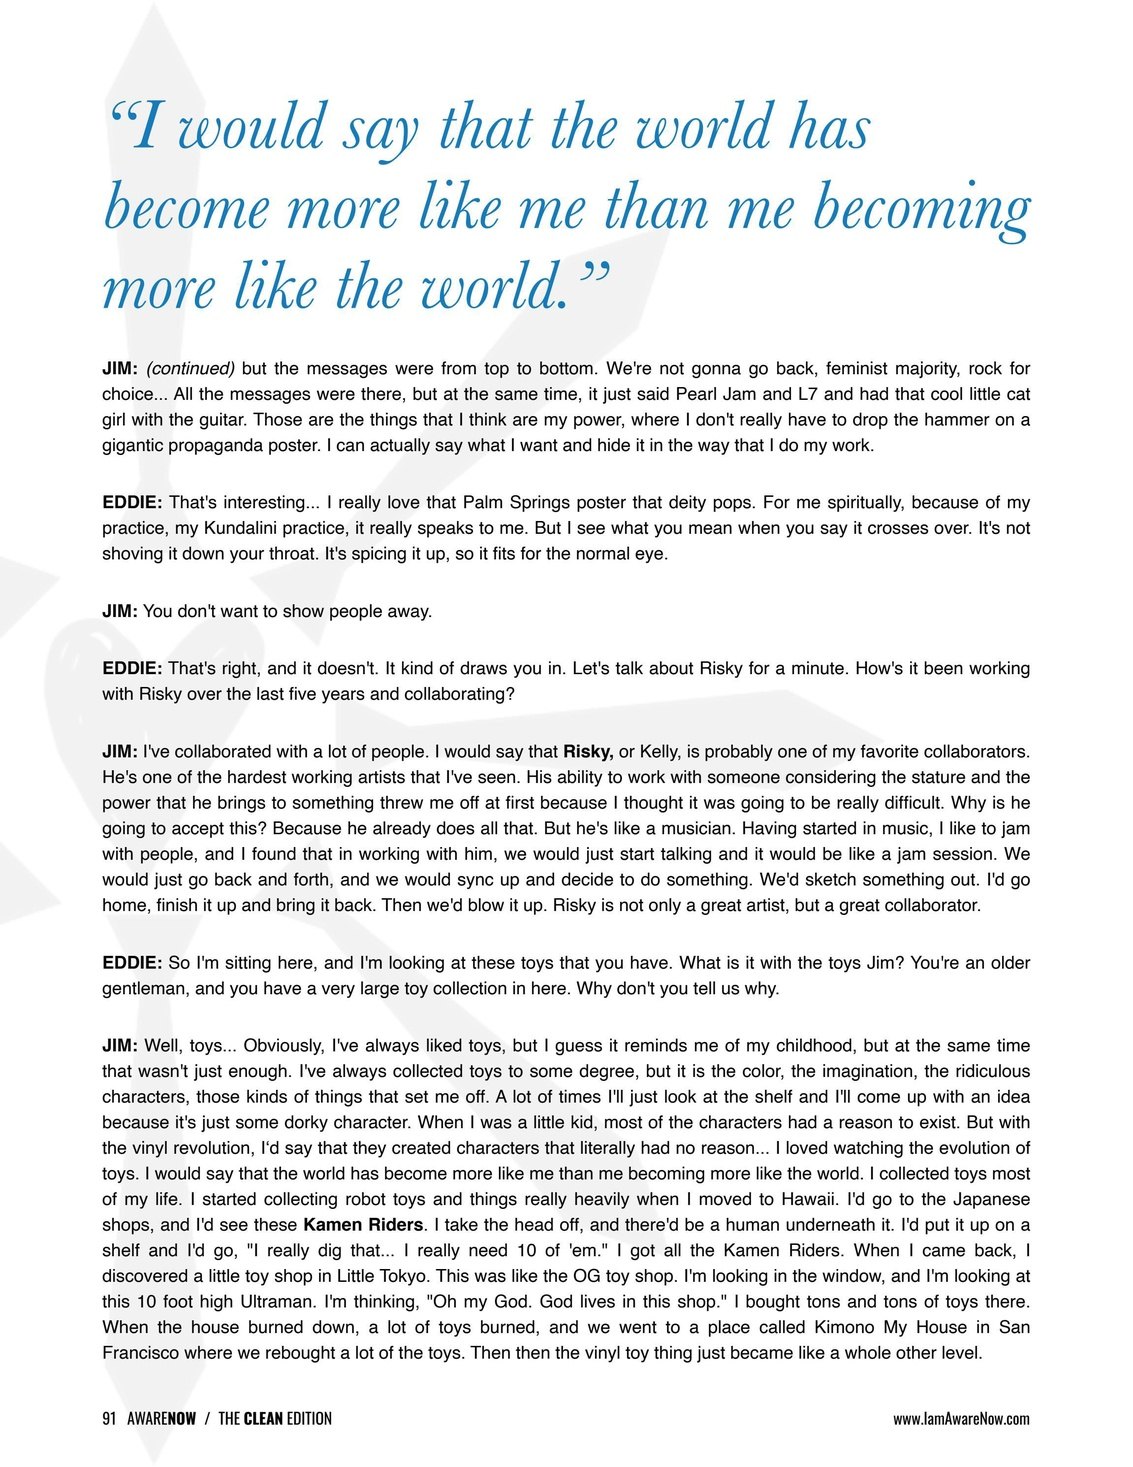 “I would say that the world has
become more like me than me becoming
more like the world.”
JIM: (continued) but the messages were from top to bottom. We're not gonna go back, feminist majority, rock for
choice... All the messages were there, but at the same time, it just said Pearl Jam and L7 and had that cool little cat
girl with the guitar. Those are the things that I think are my power, where I don't really have to drop the hammer on a
gigantic propaganda poster. I can actually say what I want and hide it in the way that I do my work.
EDDIE: That's interesting... I really love that Palm Springs poster that deity pops. For me spiritually, because of my
practice, my Kundalini practice, it really speaks to me. But I see what you mean when you say it crosses over. It's not
shoving it down your throat. It's spicing it up, so it fits for the normal eye.
JIM: You don't want to show people away.
EDDIE: That's right, and it doesn't. It kind of draws you in. Let's talk about Risky for a minute. How's it been working
with Risky over the last five years and collaborating?
JIM: I've collaborated with a lot of people. I would say that Risky, or Kelly, is probably one of my favorite collaborators.
He's one of the hardest working artists that I've seen. His ability to work with someone considering the stature and the
power that he brings to something threw me off at first because I thought it was going to be really difficult. Why is he
going to accept this? Because he already does all that. But he's like a musician. Having started in music, I like to jam
with people, and I found that in working with him, we would just start talking and it would be like a jam session. We
would just go back and forth, and we would sync up and decide to do something. We'd sketch something out. I'd go
home, finish it up and bring it back. Then we'd blow it up. Risky is not only a great artist, but a great collaborator.
EDDIE: So I'm sitting here, and I'm looking at these toys that you have. What is it with the toys Jim? You're an older
gentleman, and you have a very large toy collection in here. Why don't you tell us why.
JIM: Well, toys... Obviously, I've always liked toys, but I guess it reminds me of my childhood, but at the same time
that wasn't just enough. I've always collected toys to some degree, but it is the color, the imagination, the ridiculous
characters, those kinds of things that set me off. A lot of times I'll just look at the shelf and I'll come up with an idea
because it's just some dorky character. When I was a little kid, most of the characters had a reason to exist. But with
the vinyl revolution, I‘d say that they created characters that literally had no reason... I loved watching the evolution of
toys. I would say that the world has become more like me than me becoming more like the world. I collected toys most
of my life. I started collecting robot toys and things really heavily when I moved to Hawaii. I'd go to the Japanese
shops, and I'd see these Kamen Riders. I take the head off, and there'd be a human underneath it. I'd put it up on a
shelf and I'd go, "I really dig that... I really need 10 of 'em." I got all the Kamen Riders. When I came back, I
discovered a little toy shop in Little Tokyo. This was like the OG toy shop. I'm looking in the window, and I'm looking at
this 10 foot high Ultraman. I'm thinking, "Oh my God. God lives in this shop." I bought tons and tons of toys there.
When the house burned down, a lot of toys burned, and we went to a place called Kimono My House in San
Francisco where we rebought a lot of the toys. Then then the vinyl toy thing just became like a whole other level.
91 AWARENOW / THE CLEAN EDITION
www.IamAwareNow.com